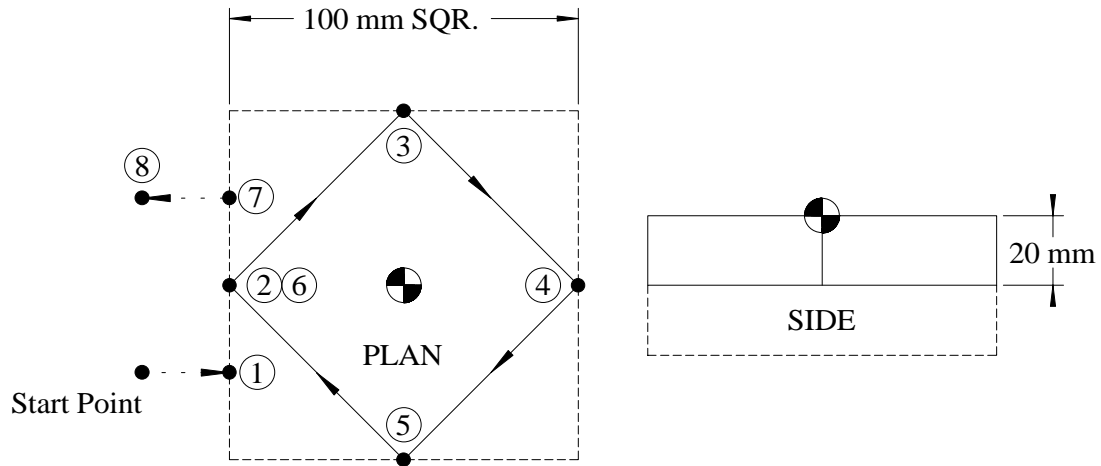 100 mm SQR.
3
8
7
2 6
4
20 mm
SIDE
PLAN
1
Start Point
5